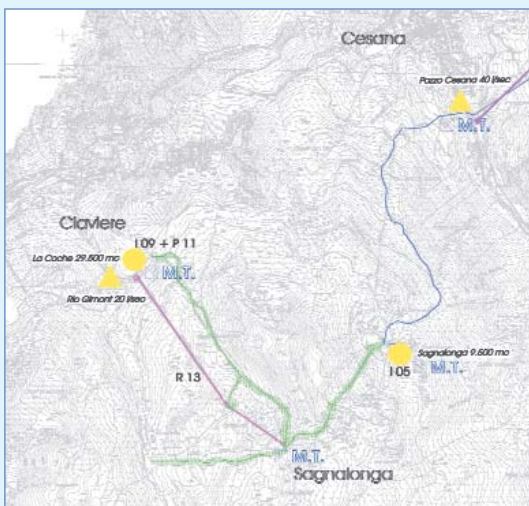 Cesana
Pozzo Cesana 40 l/sec
M.T.
Claviere
I 09 + P 11
La Coche 29.500 mc
M.T.
Rio Gimont 20 l/sec
R 13
Sagnalonga 9.500 mc
I 05
M.T.
M.T.
Sagnalonga